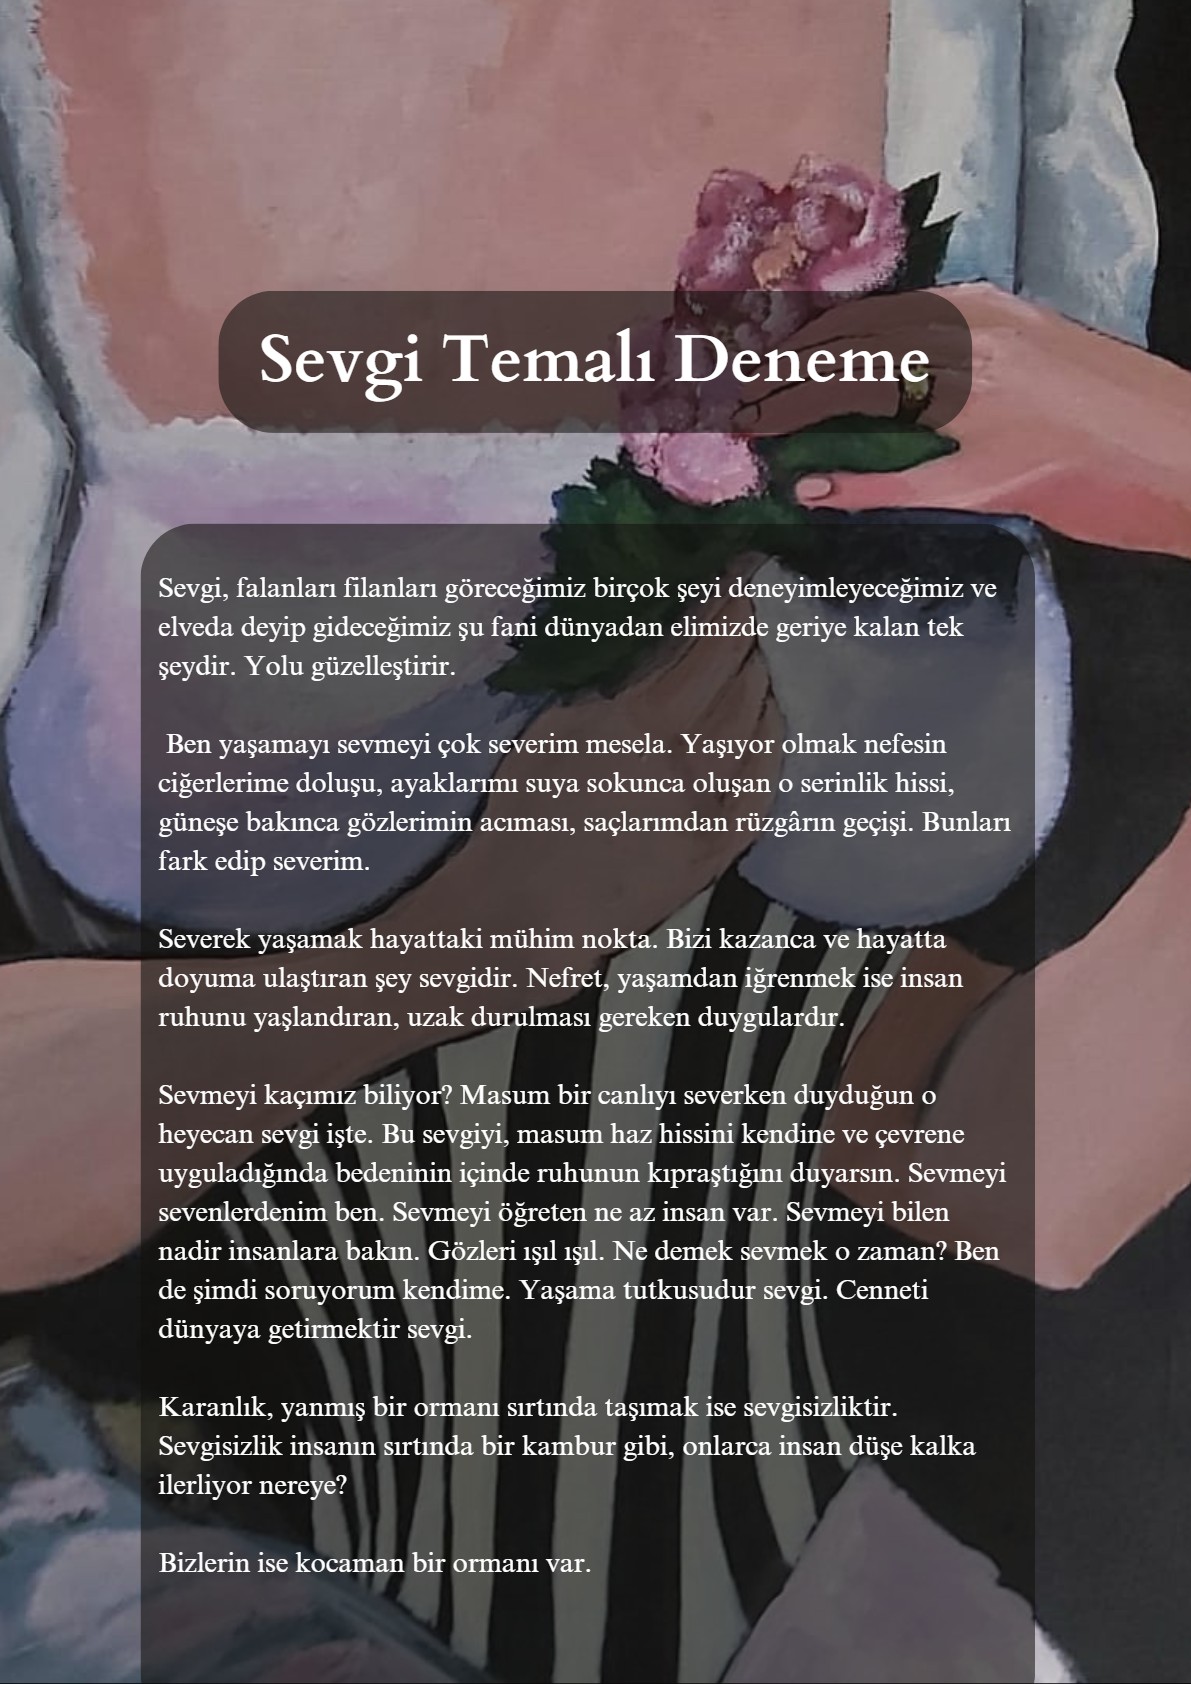 Sevgi Temalı Deneme
Sevgi, falanları filanları göreceğimiz birçok şeyi deneyimleyeceğimiz ve
elveda deyip gideceğimiz şu fani dünyadan elimizde geriye kalan tek
şeydir. Yolu güzelleştirir.
Ben yaşamayı sevmeyi çok severim mesela. Yaşıyor olmak nefesin
ciğerlerime doluşu, ayaklarımı suya sokunca oluşan o serinlik hissi,
güneşe bakınca gözlerimin acıması, saçlarımdan rüzgârın geçişi. Bunları
fark edip severim.
Severek yaşamak hayattaki mühim nokta. Bizi kazanca ve hayatta
doyuma ulaştıran şey sevgidir. Nefret, yaşamdan iğrenmek ise insan
ruhunu yaşlandıran, uzak durulması gereken duygulardır.
Sevmeyi kaçımız biliyor? Masum bir canlıyı severken duyduğun o
heyecan sevgi işte. Bu sevgiyi, masum haz hissini kendine ve çevrene
uyguladığında bedeninin içinde ruhunun kıpraştığını duyarsın. Sevmeyi
sevenlerdenim ben. Sevmeyi öğreten ne az insan var. Sevmeyi bilen
nadir insanlara bakın. Gözleri ışıl ışıl. Ne demek sevmek o zaman? Ben
de şimdi soruyorum kendime. Yaşama tutkusudur sevgi. Cenneti
dünyaya getirmektir sevgi.
Karanlık, yanmış bir ormanı sırtında taşımak ise sevgisizliktir.
Sevgisizlik insanın sırtında bir kambur gibi, onlarca insan düşe kalka
ilerliyor nereye?
Bizlerin ise kocaman bir ormanı var.